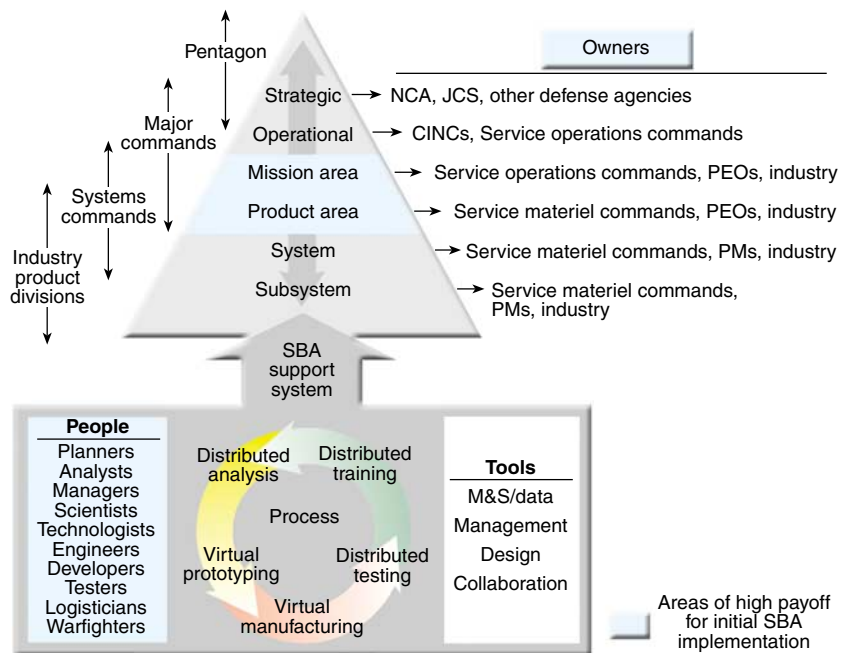 Pentagon
Major
commands
Systems
commands
Industry
product
divisions
Owners
Strategic
NCA, JCS, other defense agencies
Operational
CINCs, Service operations commands
Mission area
Service operations commands, PEOs, industry
Product area
Service materiel commands, PEOs, industry
System
Service materiel commands, PMs, industry
Subsystem
Service materiel commands,
PMs, industry
SBA
support
system
People
Planners
Analysts
Managers
Scientists
Technologists
Engineers
Developers
Testers
Logisticians
Warfighters
Distributed
analysis
Distributed
training
Process
Virtual
prototyping
Distributed
testing
Virtual
manufacturing
Tools
M&S/data
Management
Design
Collaboration
Areas of high payoff
for initial SBA
implementation